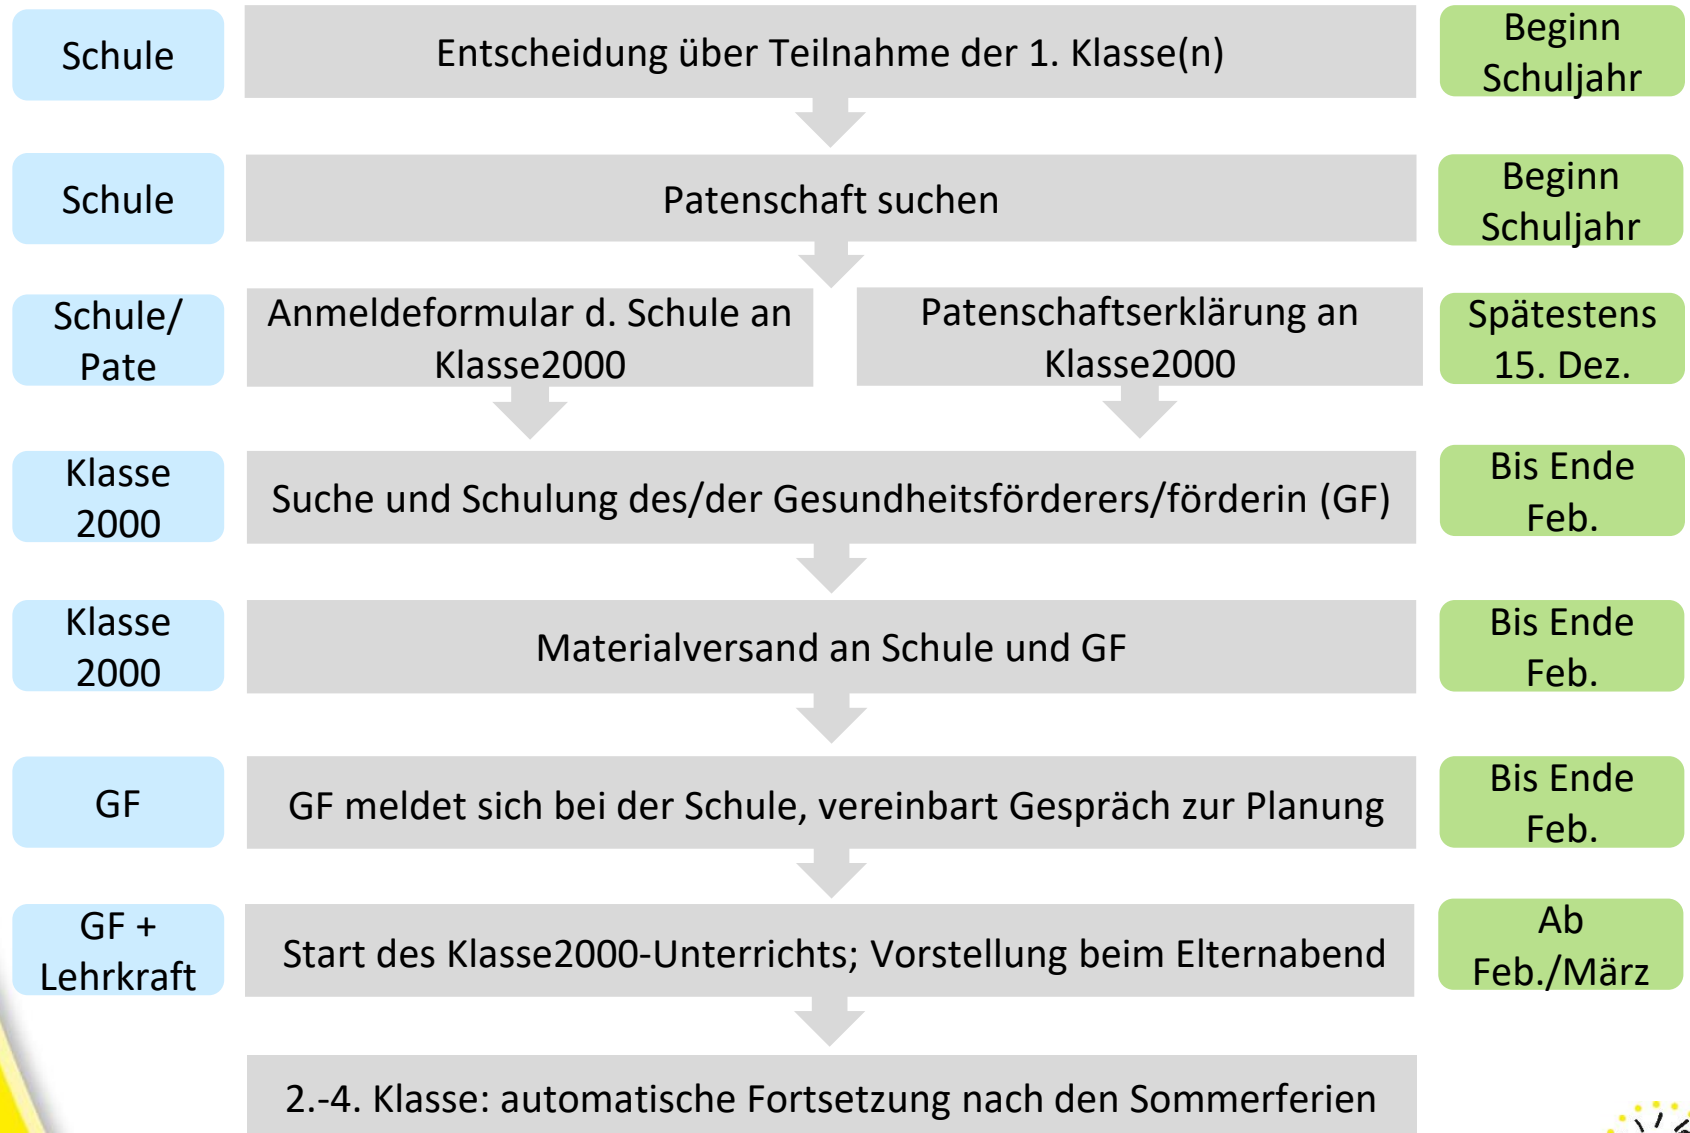 Schule
Entscheidung über Teilnahme der 1. Klasse(n)
Beginn
Schuljahr
Schule
Patenschaft suchen
Beginn
Schuljahr
Schule/
Pate
Anmeldeformular d. Schule an
Klasse2000
Patenschaftserklärung an
Klasse2000
Spätestens
15. Dez.
Klasse
2000
Suche und Schulung des/der Gesundheitsförderers/förderin (GF)
Bis Ende
Feb.
Klasse
2000
Materialversand an Schule und GF
Bis Ende
Feb.
GF
GF meldet sich bei der Schule, vereinbart Gespräch zur Planung
Bis Ende
Feb.
GF +
Lehrkraft
Start des Klasse2000-Unterrichts; Vorstellung beim Elternabend
Ab
Feb./März
2.-4. Klasse: automatische Fortsetzung nach den Sommerferien